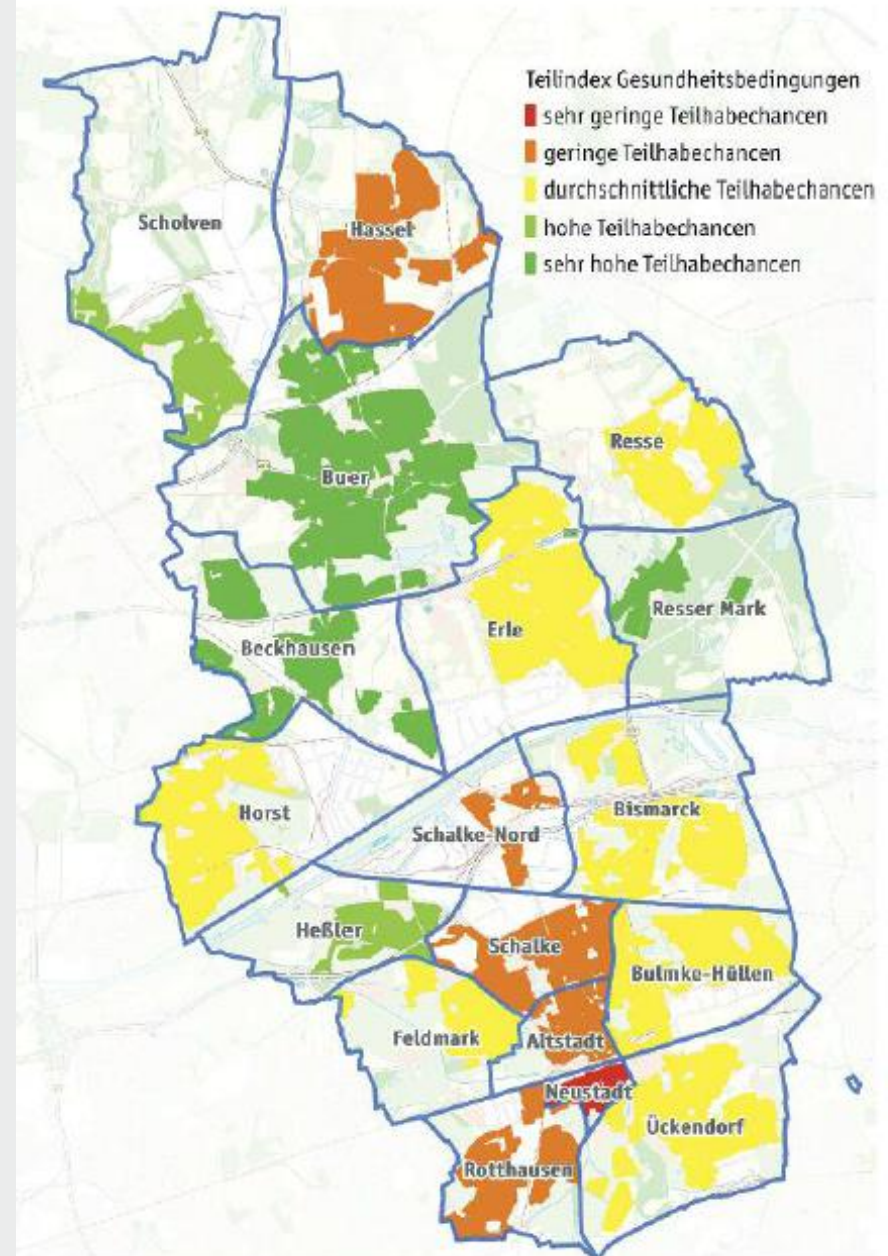 Teilindex Gesundheitsbedingungen
sehr geringe Teilhabechancen
geringe Teilhabechancen
durchschnittliche Teilhabechancen
hohe Teilhabechancen
sehr hohe Teilhabechancen
Scholven
Hassel
Resse
Buer
Resser Mark
Erle
Beckhausen
Horst
Bismarck
Schalke-Nord
Heßler
Schalke
Bulmke-Hüllen
Feldmark
Altstadt
Neustadt
Ückendorf
Rotthausen